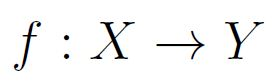 f : X → Y